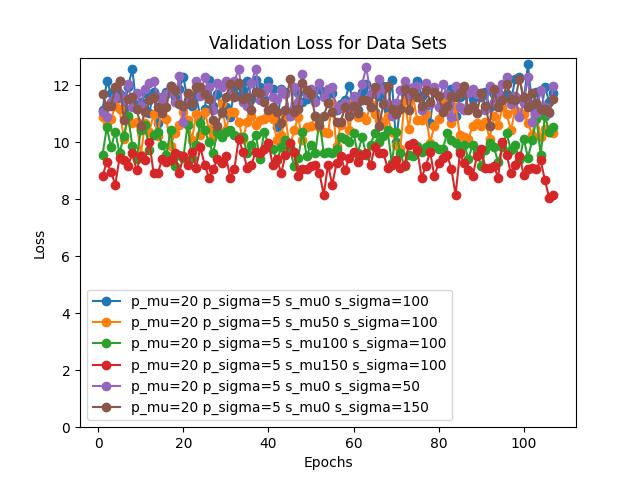 Validation Loss for Data Sets
12
10
8
6
4
2
0
Loss
p_mu=20 p_sigma=5 s_mu0 s_sigma=100
p_mu=20 p_sigma=5 s_mu50 s_sigma=100
p_mu=20 p_sigma=5 s_mu100 s_sigma=100
p_mu=20 p_sigma=5 s_mu150 s_sigma=100
p_mu=20 p_sigma=5 s_mu0 s_sigma=50
p_mu=20 p_sigma=5 s_mu0 s_sigma=150
0 20 40 60 80 100
Epochs